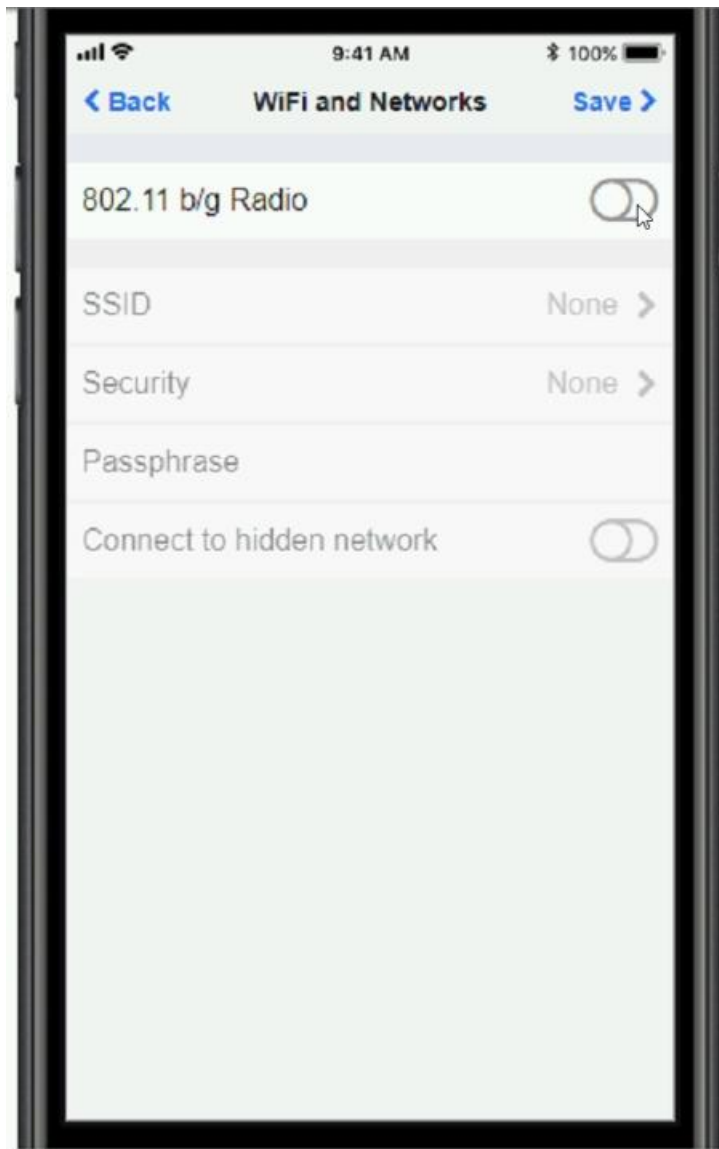 9:41 AM 100%
Back WiFi and Networks Save
802.11 b/g Radio
SSID None
Security None
Passphrase
Connect to hidden network